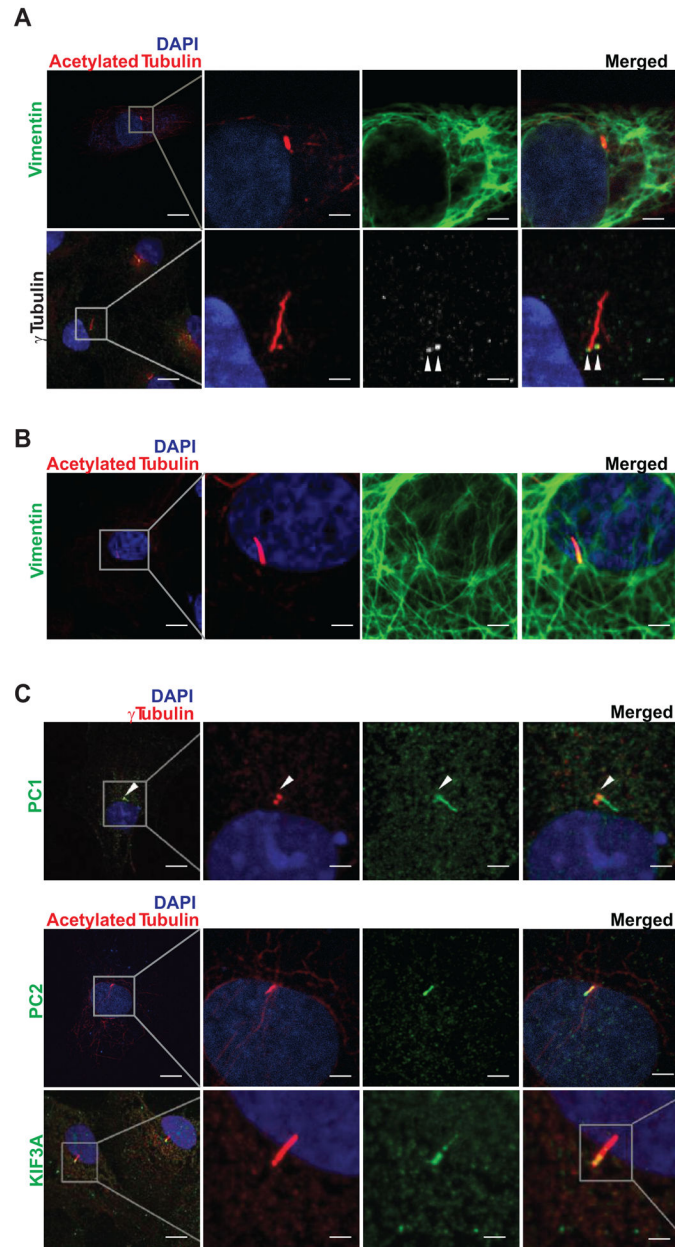 A
DAPI
Acetylated Tubulin
Merged
Vimentin
γ Tubulin
B
DAPI
Acetylated Tubulin
Merged
Vimentin
C
DAPI
γTubulin
Merged
PC1
DAPI
Acetylated Tubulin
Merged
PC2
KIF3A